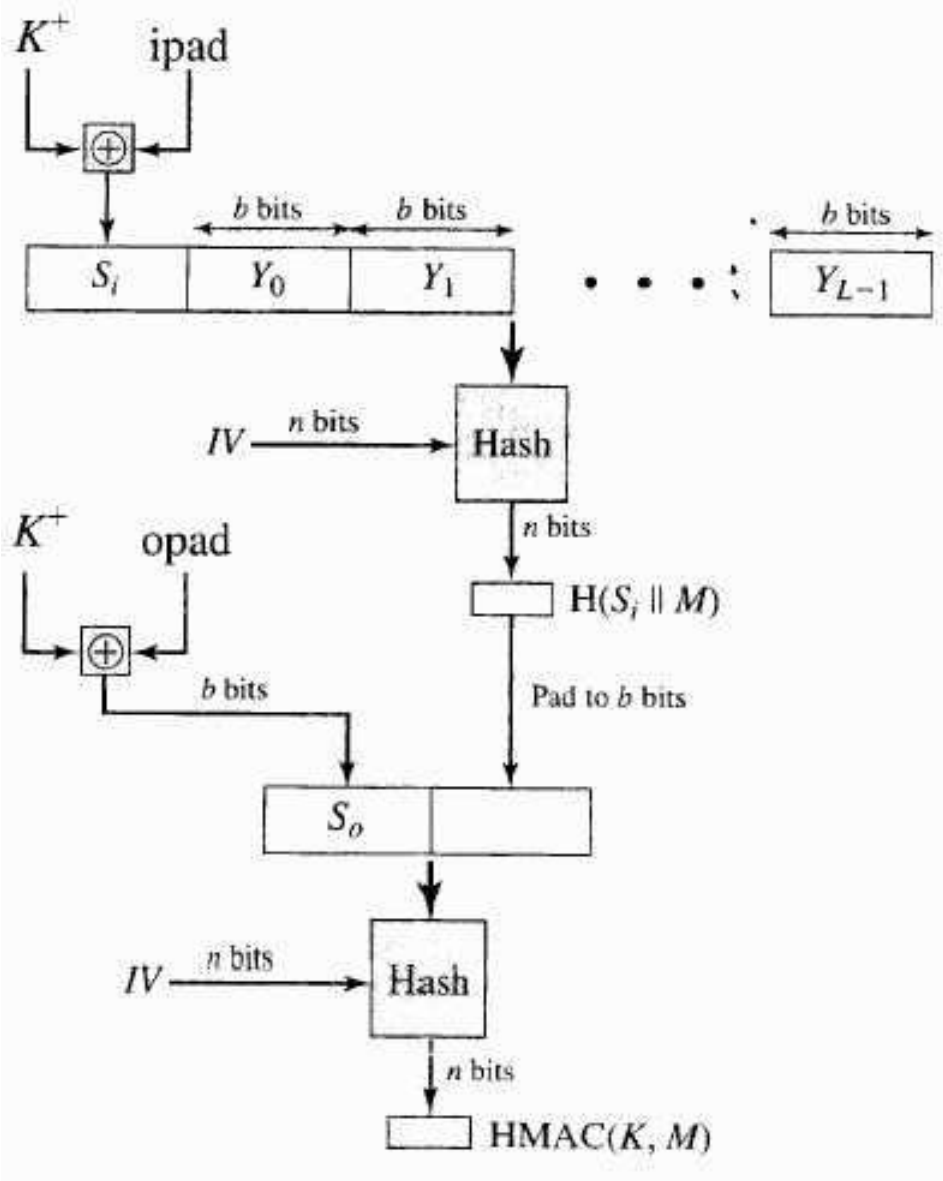 K⁺ ipad
⊕
b bits b bits b bits
Sᵢ Y₀ Y₁ • • • Y_{L−1}
n bits
IV Hash
n bits
K⁺ opad
H(Sᵢ || M)
⊕
b bits
Pad to b bits
Sₒ
n bits
IV Hash
n bits
HMAC(K, M)